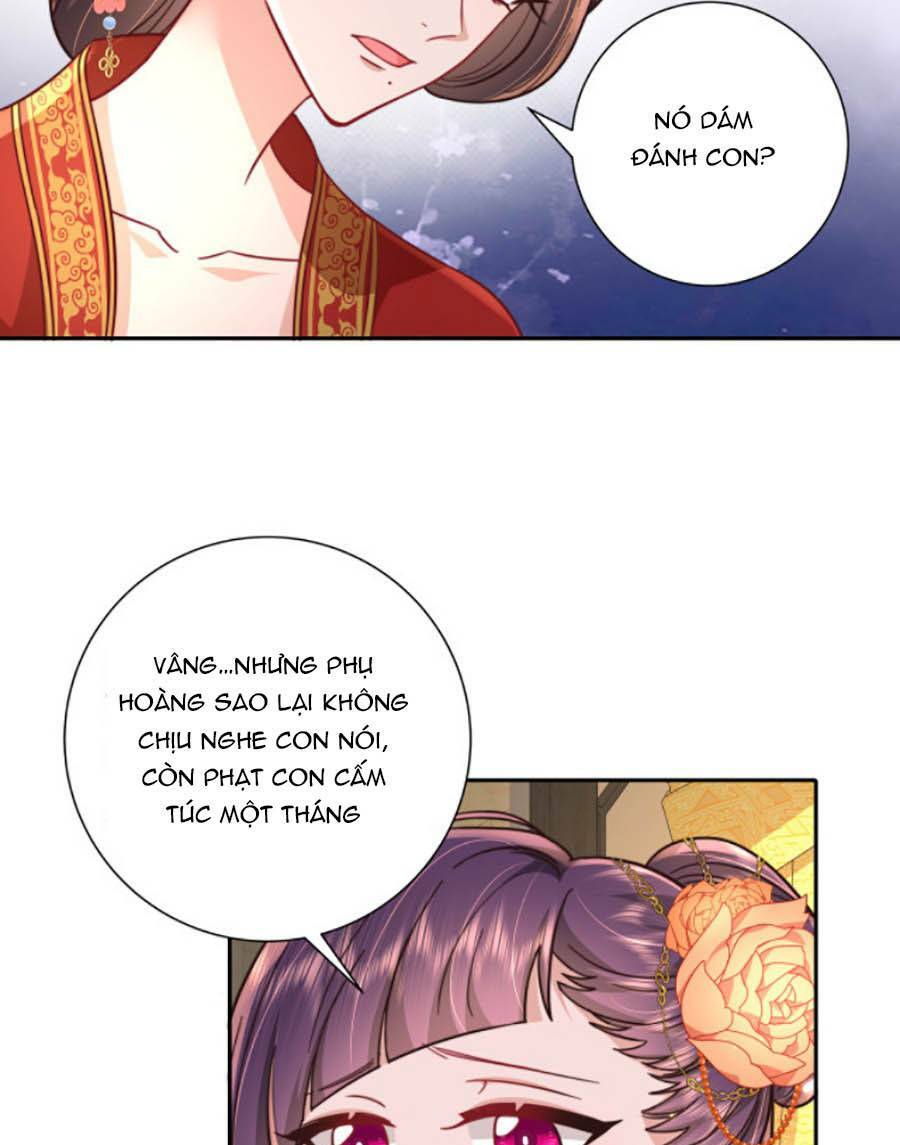 NÓ DÁM
ĐÁNH CON?
VÂNG...NHƯNG PHỤ
HOÀNG SAO LẠI KHÔNG
CHỊU NGHE CON NÓI,
CÒN PHẠT CON CẤM
TÚC MỘT THÁNG